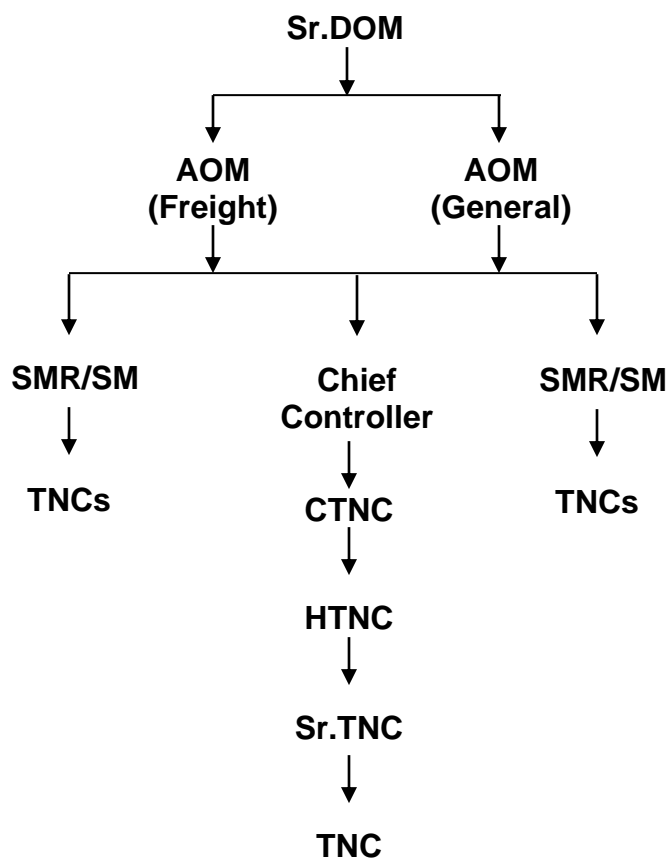 Sr.DOM
AOM
(Freight)
AOM
(General)
SMR/SM
Chief
Controller
SMR/SM
TNCs
CTNC
TNCs
HTNC
Sr.TNC
TNC